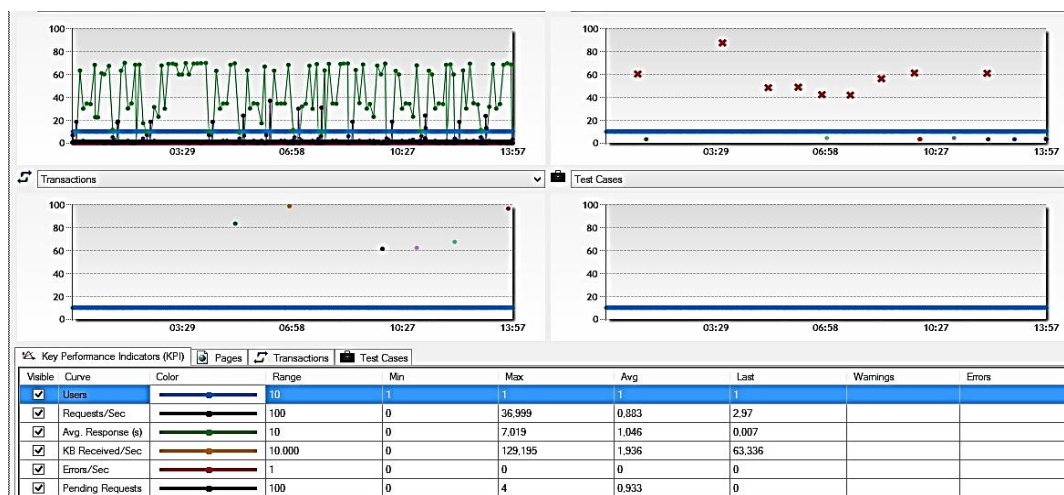 100 100
80 80
60 60
40 40
20 20
0 0
03:29 06:58 10:27 13:57 03:29 06:58 10:27 13:57
Transactions Test Cases
100 100
80 80
60 60
40 40
20 20
0 0
03:29 06:58 10:27 13:57 03:29 06:58 10:27 13:57
Key Performance Indicators (KPI) Pages Transactions Test Cases
Visible Curve Color Range Min Max Avg Last Warnings Errors
Users 10 1 1 1 1
Requests/Sec 100 0 36,999 0,883 2,97
Avg. Response (s) 10 0 7,019 1,046 0,007
KB Received/Sec 10.000 0 129,195 1,936 63,336
Errors/Sec 1 0 0 0 0
Pending Requests 100 0 4 0,933 0